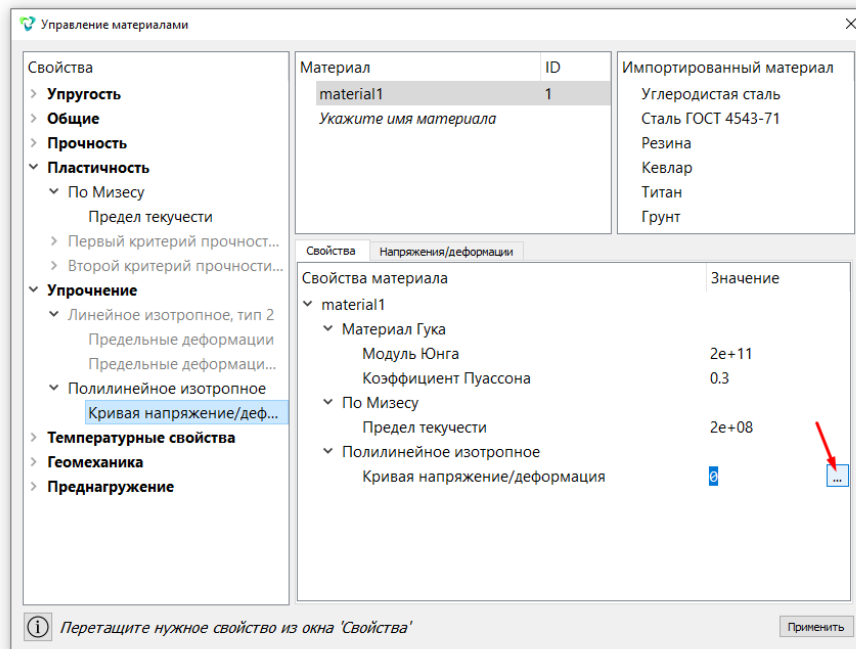 Управление материалами
Свойства
Упругость
Общие
Прочность
Пластичность
По Мизесу
Предел текучести
Первый критерий прочност...
Второй критерий прочности...
Упрочнение
Линейное изотропное, тип 2
Предельные деформации
Предельные деформаци...
Полилинейное изотропное
Кривая напряжение/деф...
Температурные свойства
Геомеханика
Преднагружение
Материал ID
material1 1
Укажите имя материала
Импортированный материал
Углеродистая сталь
Сталь ГОСТ 4543-71
Резина
Кевлар
Титан
Грунт
Свойства Напряжения/деформации
Свойства материала Значение
material1
Материал Гука
Модуль Юнга 2e+11
Коэффициент Пуассона 0.3
По Мизесу
Предел текучести 2e+08
Полилинейное изотропное
Кривая напряжение/деформация 0 ...
Перетащите нужное свойство из окна 'Свойства'
Применить